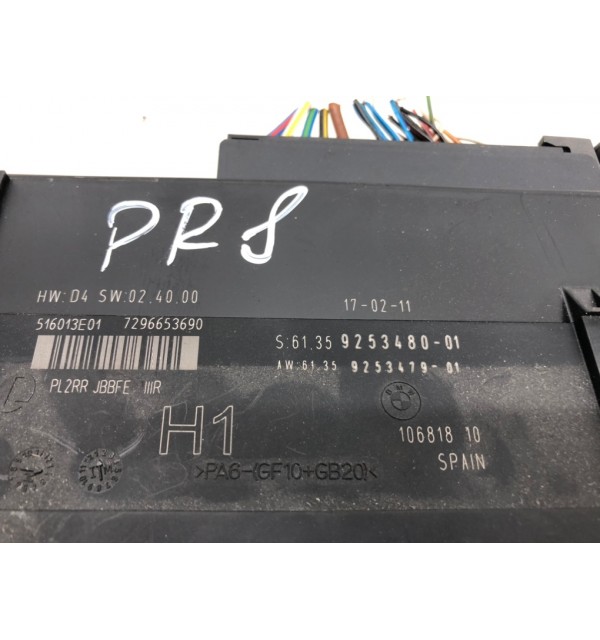 PR8
HW:D4 SW:02.40.00
17-02-11
516013E01 7296653690
S:61.35 9253480-01
AW:61.35 9253479-01
PL2RR JBBFE IIIR
BMW
H1
106818 10
>PA6-(GF10+GB20)<
SPAIN